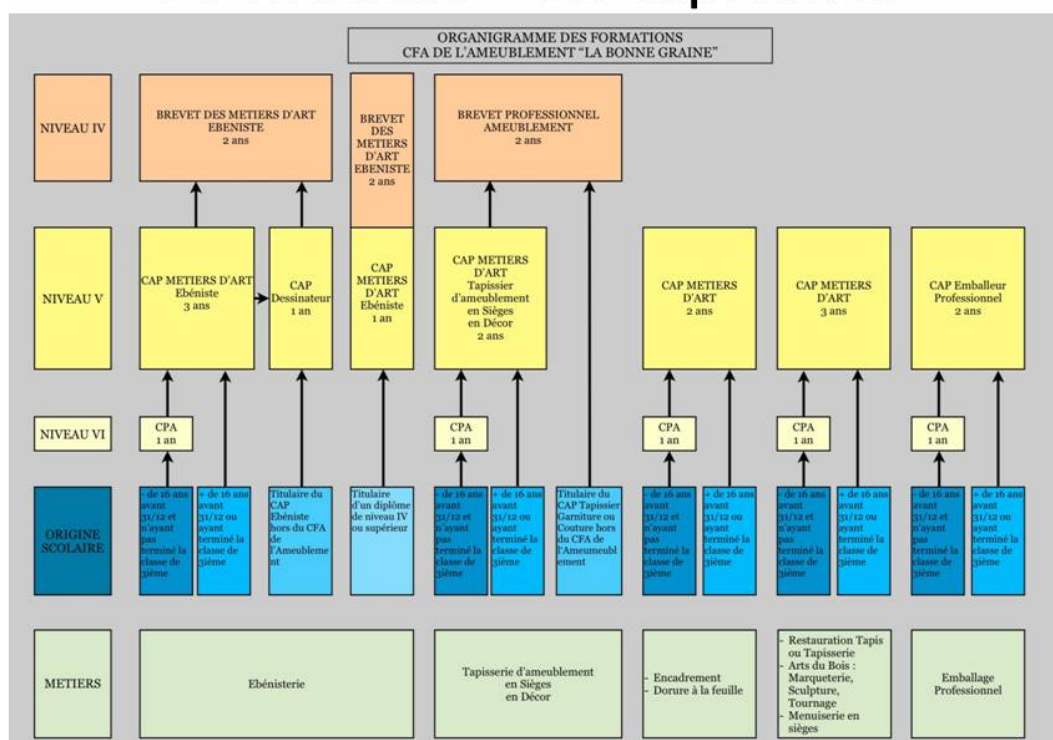 ORGANIGRAMME DES FORMATIONS
CFA DE L'AMEUBLEMENT “LA BONNE GRAINE”
NIVEAU IV
BREVET DES METIERS D'ART
EBENISTE
2 ans
BREVET
DES
METIERS
D'ART
EBENISTE
2 ans
BREVET PROFESSIONNEL
AMEUBLEMENT
2 ans
NIVEAU V
CAP METIERS D'ART
Ebéniste
3 ans
CAP
Dessinateur
1 an
CAP
METIERS
D'ART
Ebéniste
1 an
CAP METIERS
D'ART
Tapissier
d'ameublement
en Sièges
en Décor
2 ans
CAP METIERS
D'ART
2 ans
CAP METIERS
D'ART
3 ans
CAP Emballeur
Professionnel
2 ans
NIVEAU VI
CPA
1 an
CPA
1 an
CPA
1 an
CPA
1 an
CPA
1 an
ORIGINE
SCOLAIRE
- de 16 ans
avant
31/12 et
n'ayant
pas
terminé la
classe de
3ième
+ de 16 ans
avant
31/12 ou
ayant
terminé la
classe de
3ième
Titulaire du
CAP
Ebéniste
hors du CFA
de
l'Ameubleme
nt
Titulaire
d'un diplôme
de niveau IV
ou supérieur
- de 16 ans
avant
31/12 et
n'ayant
pas
terminé la
classe de
3ième
+ de 16 ans
avant
31/12 ou
ayant
terminé la
classe de
3ième
Titulaire du
CAP Tapissier
Garniture ou
Couture hors
du CFA de
l'Ameumeubl
ement
- de 16 ans
avant
31/12 et
n'ayant
pas
terminé la
classe de
3ième
+ de 16 ans
avant
31/12 ou
ayant
terminé la
classe de
3ième
- de 16 ans
avant
31/12 et
n'ayant
pas
terminé la
classe de
3ième
+ de 16 ans
avant
31/12 ou
ayant
terminé la
classe de
3ième
- de 16 ans
avant
31/12 et
n'ayant
pas
terminé la
classe de
3ième
+ de 16 ans
avant
31/12 ou
ayant
terminé la
classe de
3ième
METIERS
Ebénisterie
Tapisserie d'ameublement
en Sièges
en Décor
- Encadrement
- Dorure à la feuille
- Restauration Tapis
ou Tapisserie
- Arts du Bois :
Marqueterie,
Sculpture,
Tournage
- Menuiserie en
sièges
Emballage
Professionnel